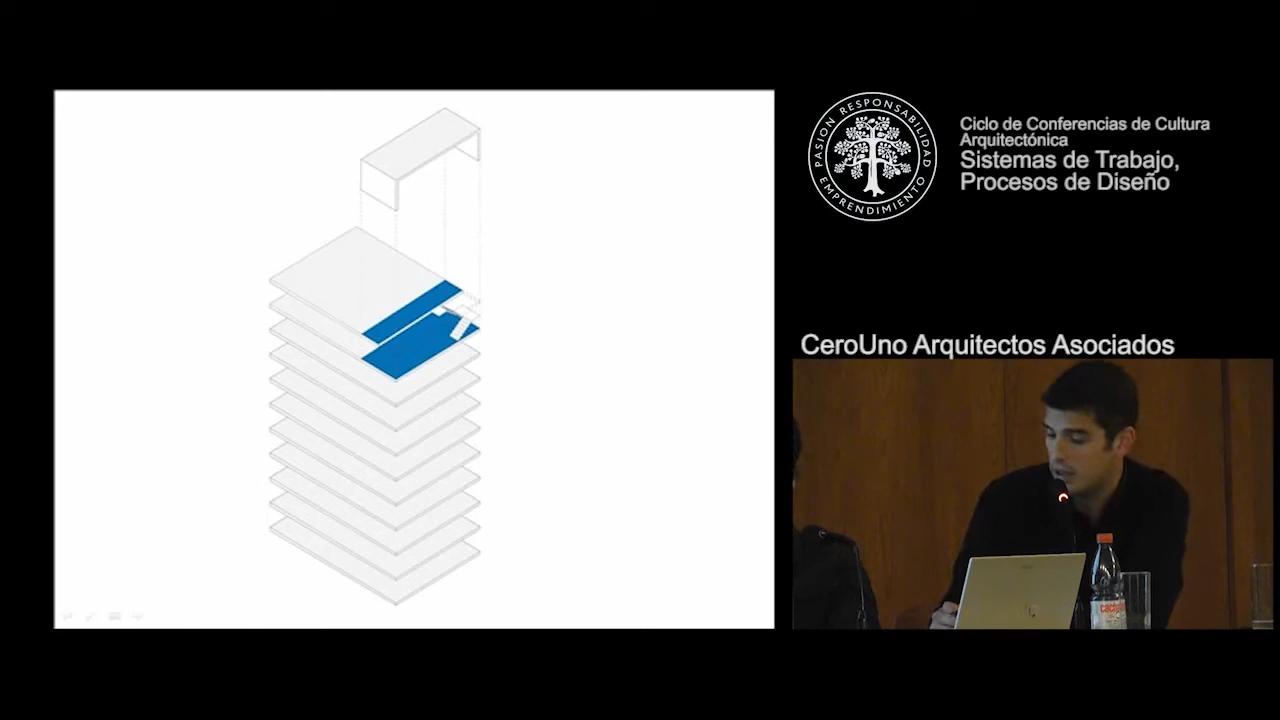 PASION RESPONSABILIDAD EMPRENDIMIENTO
Ciclo de Conferencias de Cultura
Arquitectónica
Sistemas de Trabajo,
Procesos de Diseño
CeroUno Arquitectos Asociados